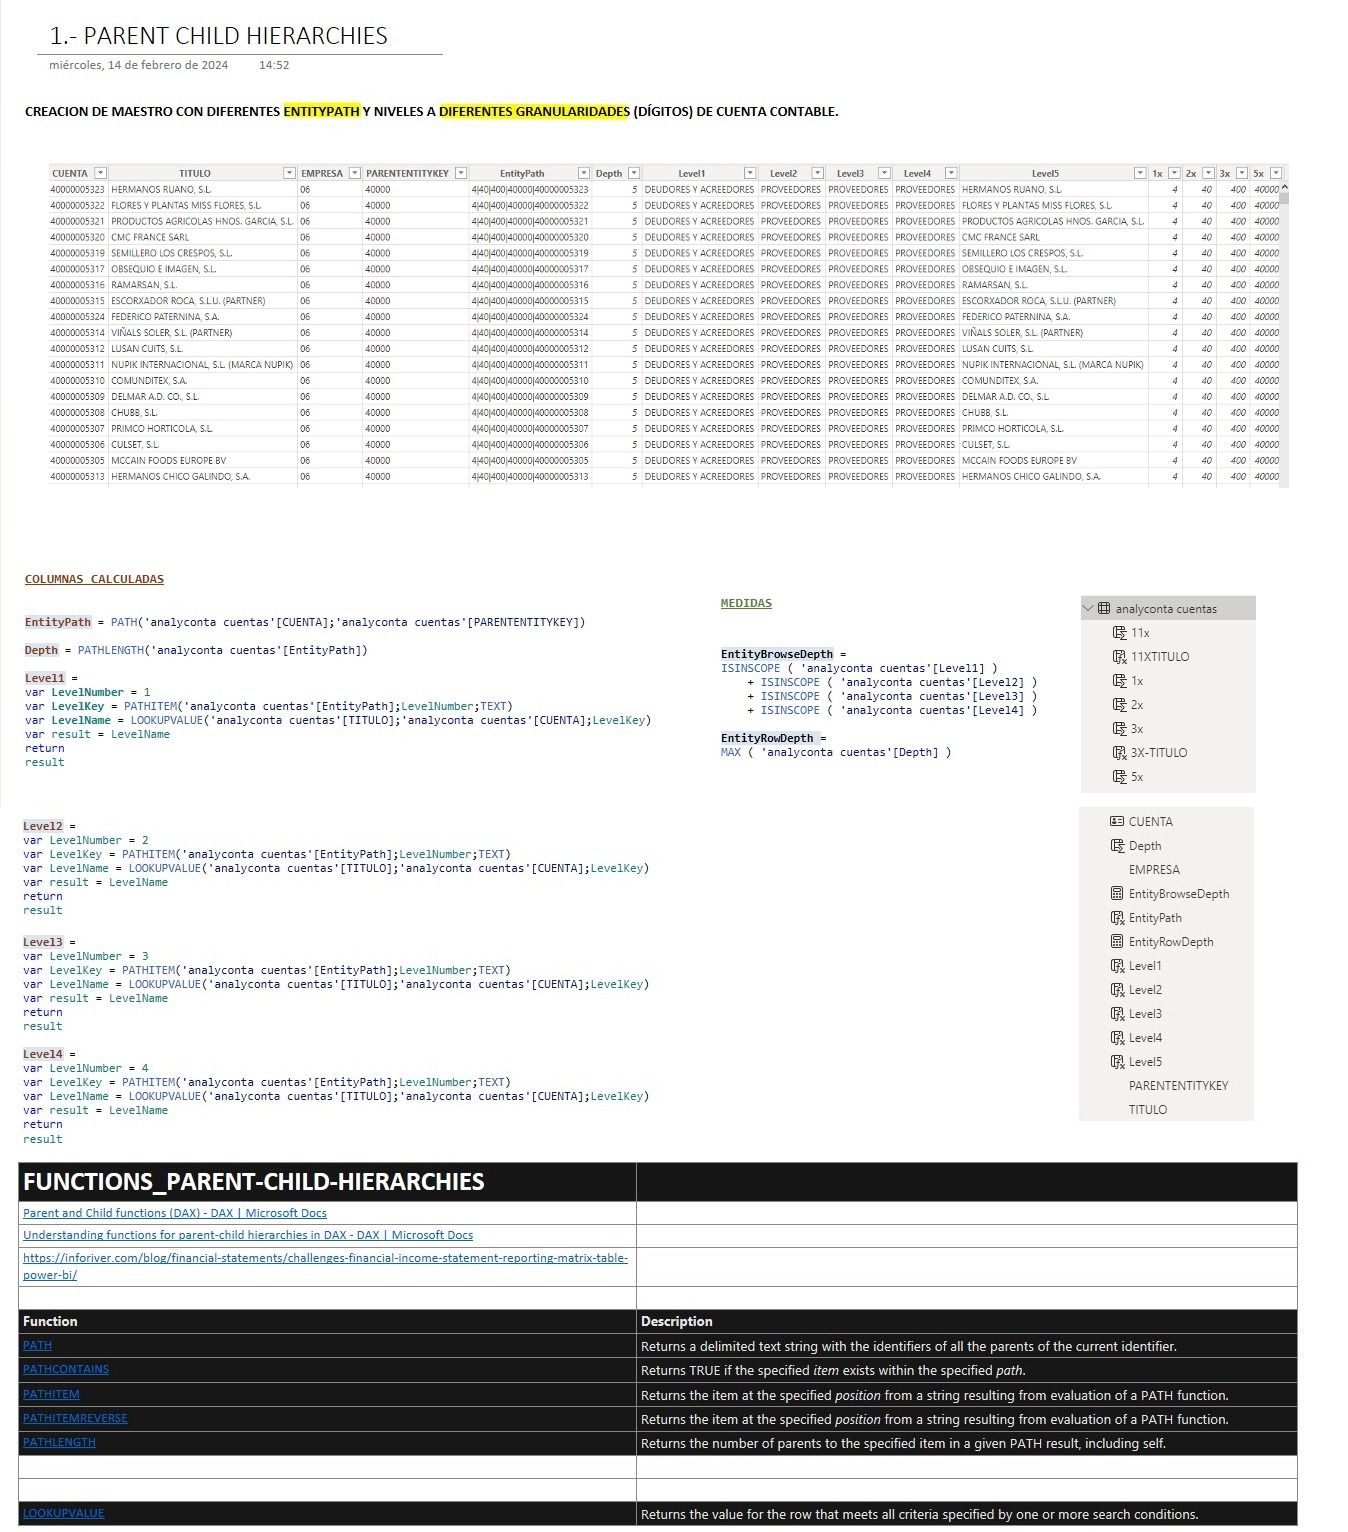 1.- PARENT CHILD HIERARCHIES
miércoles, 14 de febrero de 2024 14:52
CREACION DE MAESTRO CON DIFERENTES ENTITYPATH Y NIVELES A DIFERENTES GRANULARIDADES (DÍGITOS) DE CUENTA CONTABLE.
CUENTA TITULO EMPRESA PARENTENTITYKEY EntityPath Depth Level1 Level2 Level3 Level4 Level5 1x 2x 3x 5x
40000005323 HERMANOS RUANO, S.L. 06 40000 4|40|400|40000|40000005323 5 DEUDORES Y ACREEDORES PROVEEDORES PROVEEDORES PROVEEDORES HERMANOS RUANO, S.L. 4 40 400 40000
40000005322 FLORES Y PLANTAS MISS FLORES, S.L. 06 40000 4|40|400|40000|40000005322 5 DEUDORES Y ACREEDORES PROVEEDORES PROVEEDORES PROVEEDORES FLORES Y PLANTAS MISS FLORES, S.L. 4 40 400 40000
40000005321 PRODUCTOS AGRICOLAS HNOS. GARCIA, S.L. 06 40000 4|40|400|40000|40000005321 5 DEUDORES Y ACREEDORES PROVEEDORES PROVEEDORES PROVEEDORES PRODUCTOS AGRICOLAS HNOS. GARCIA, S.L. 4 40 400 40000
40000005320 CMC FRANCE SARL 06 40000 4|40|400|40000|40000005320 5 DEUDORES Y ACREEDORES PROVEEDORES PROVEEDORES PROVEEDORES CMC FRANCE SARL 4 40 400 40000
40000005319 SEMILLERO LOS CRESPOS, S.L. 06 40000 4|40|400|40000|40000005319 5 DEUDORES Y ACREEDORES PROVEEDORES PROVEEDORES PROVEEDORES SEMILLERO LOS CRESPOS, S.L. 4 40 400 40000
40000005317 OBSEQUIO E IMAGEN, S.L. 06 40000 4|40|400|40000|40000005317 5 DEUDORES Y ACREEDORES PROVEEDORES PROVEEDORES PROVEEDORES OBSEQUIO E IMAGEN, S.L. 4 40 400 40000
40000005316 RAMARSAN, S.L. 06 40000 4|40|400|40000|40000005316 5 DEUDORES Y ACREEDORES PROVEEDORES PROVEEDORES PROVEEDORES RAMARSAN, S.L. 4 40 400 40000
40000005315 ESCORXADOR ROCA, S.L.U. (PARTNER) 06 40000 4|40|400|40000|40000005315 5 DEUDORES Y ACREEDORES PROVEEDORES PROVEEDORES PROVEEDORES ESCORXADOR ROCA, S.L.U. (PARTNER) 4 40 400 40000
40000005324 FEDERICO PATERNINA, S.A. 06 40000 4|40|400|40000|40000005324 5 DEUDORES Y ACREEDORES PROVEEDORES PROVEEDORES PROVEEDORES FEDERICO PATERNINA, S.A. 4 40 400 40000
40000005314 VIÑALS SOLER, S.L. (PARTNER) 06 40000 4|40|400|40000|40000005314 5 DEUDORES Y ACREEDORES PROVEEDORES PROVEEDORES PROVEEDORES VIÑALS SOLER, S.L. (PARTNER) 4 40 400 40000
40000005312 LUSAN CUITS, S.L. 06 40000 4|40|400|40000|40000005312 5 DEUDORES Y ACREEDORES PROVEEDORES PROVEEDORES PROVEEDORES LUSAN CUITS, S.L. 4 40 400 40000
40000005311 NUPIK INTERNACIONAL, S.L. (MARCA NUPIK) 06 40000 4|40|400|40000|40000005311 5 DEUDORES Y ACREEDORES PROVEEDORES PROVEEDORES PROVEEDORES NUPIK INTERNACIONAL, S.L. (MARCA NUPIK) 4 40 400 40000
40000005310 COMUNDITEX, S.A. 06 40000 4|40|400|40000|40000005310 5 DEUDORES Y ACREEDORES PROVEEDORES PROVEEDORES PROVEEDORES COMUNDITEX, S.A. 4 40 400 40000
40000005309 DELMAR A.D. CO., S.L. 06 40000 4|40|400|40000|40000005309 5 DEUDORES Y ACREEDORES PROVEEDORES PROVEEDORES PROVEEDORES DELMAR A.D. CO., S.L. 4 40 400 40000
40000005308 CHUBB, S.L. 06 40000 4|40|400|40000|40000005308 5 DEUDORES Y ACREEDORES PROVEEDORES PROVEEDORES PROVEEDORES CHUBB, S.L. 4 40 400 40000
40000005307 PRIMCO HORTICOLA, S.L. 06 40000 4|40|400|40000|40000005307 5 DEUDORES Y ACREEDORES PROVEEDORES PROVEEDORES PROVEEDORES PRIMCO HORTICOLA, S.L. 4 40 400 40000
40000005306 CULSET, S.L. 06 40000 4|40|400|40000|40000005306 5 DEUDORES Y ACREEDORES PROVEEDORES PROVEEDORES PROVEEDORES CULSET, S.L. 4 40 400 40000
40000005305 MCCAIN FOODS EUROPE BV 06 40000 4|40|400|40000|40000005305 5 DEUDORES Y ACREEDORES PROVEEDORES PROVEEDORES PROVEEDORES MCCAIN FOODS EUROPE BV 4 40 400 40000
40000005313 HERMANOS CHICO GALINDO, S.A. 06 40000 4|40|400|40000|40000005313 5 DEUDORES Y ACREEDORES PROVEEDORES PROVEEDORES PROVEEDORES HERMANOS CHICO GALINDO, S.A. 4 40 400 40000
COLUMNAS CALCULADAS
EntityPath = PATH('analyconta cuentas'[CUENTA];'analyconta cuentas'[PARENTENTITYKEY])
Depth = PATHLENGTH('analyconta cuentas'[EntityPath])
Level1 =
var LevelNumber = 1
var LevelKey = PATHITEM('analyconta cuentas'[EntityPath];LevelNumber;TEXT)
var LevelName = LOOKUPVALUE('analyconta cuentas'[TITULO];'analyconta cuentas'[CUENTA];LevelKey)
var result = LevelName
return
result
Level2 =
var LevelNumber = 2
var LevelKey = PATHITEM('analyconta cuentas'[EntityPath];LevelNumber;TEXT)
var LevelName = LOOKUPVALUE('analyconta cuentas'[TITULO];'analyconta cuentas'[CUENTA];LevelKey)
var result = LevelName
return
result
Level3 =
var LevelNumber = 3
var LevelKey = PATHITEM('analyconta cuentas'[EntityPath];LevelNumber;TEXT)
var LevelName = LOOKUPVALUE('analyconta cuentas'[TITULO];'analyconta cuentas'[CUENTA];LevelKey)
var result = LevelName
return
result
Level4 =
var LevelNumber = 4
var LevelKey = PATHITEM('analyconta cuentas'[EntityPath];LevelNumber;TEXT)
var LevelName = LOOKUPVALUE('analyconta cuentas'[TITULO];'analyconta cuentas'[CUENTA];LevelKey)
var result = LevelName
return
result
MEDIDAS
EntityBrowseDepth =
ISINSCOPE ( 'analyconta cuentas'[Level1] )
+ ISINSCOPE ( 'analyconta cuentas'[Level2] )
+ ISINSCOPE ( 'analyconta cuentas'[Level3] )
+ ISINSCOPE ( 'analyconta cuentas'[Level4] )
EntityRowDepth =
MAX ( 'analyconta cuentas'[Depth] )
analyconta cuentas
11x
11XTITULO
1x
2x
3x
3X-TITULO
5x
CUENTA
Depth
EMPRESA
EntityBrowseDepth
EntityPath
EntityRowDepth
Level1
Level2
Level3
Level4
Level5
PARENTENTITYKEY
TITULO
FUNCTIONS_PARENT-CHILD-HIERARCHIES
Parent and Child functions (DAX) - DAX | Microsoft Docs
Understanding functions for parent-child hierarchies in DAX - DAX | Microsoft Docs
https://inforiver.com/blog/financial-statements/challenges-financial-income-statement-reporting-matrix-table-
power-bi/
Function Description
PATH Returns a delimited text string with the identifiers of all the parents of the current identifier.
PATHCONTAINS Returns TRUE if the specified item exists within the specified path.
PATHITEM Returns the item at the specified position from a string resulting from evaluation of a PATH function.
PATHITEMREVERSE Returns the item at the specified position from a string resulting from evaluation of a PATH function.
PATHLENGTH Returns the number of parents to the specified item in a given PATH result, including self.
LOOKUPVALUE Returns the value for the row that meets all criteria specified by one or more search conditions.